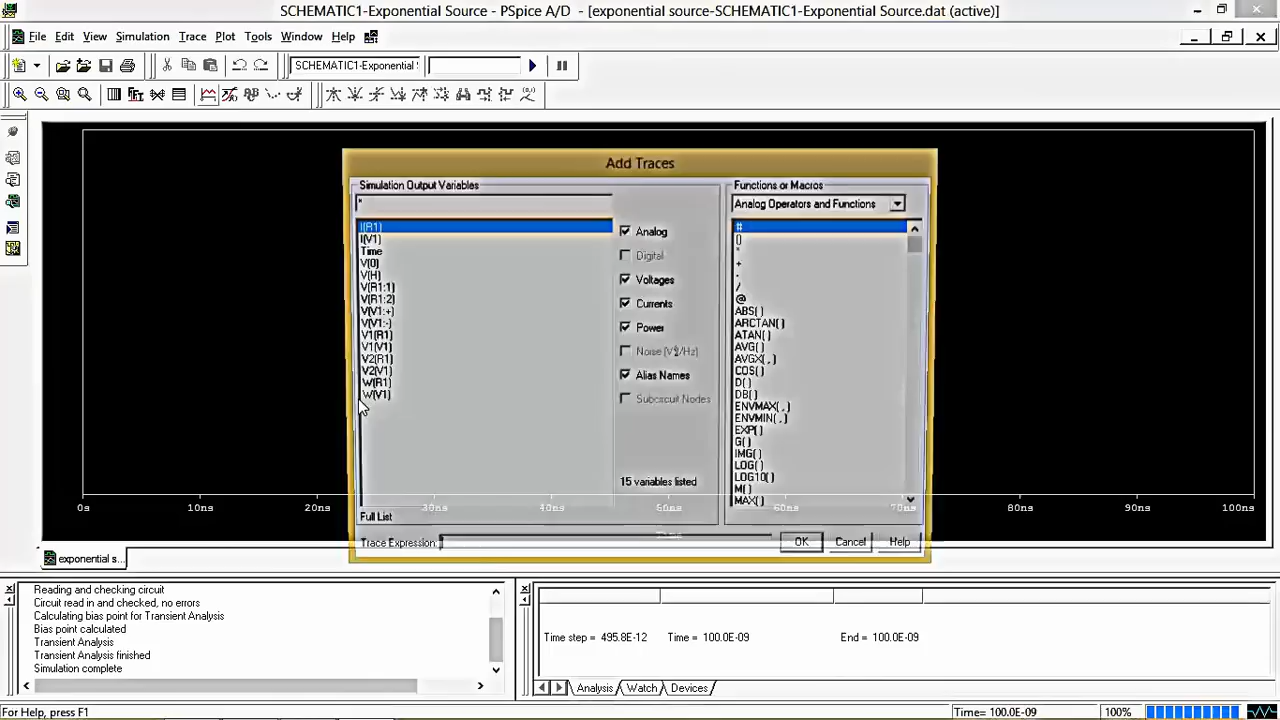 SCHEMATIC1-Exponential Source - PSpice A/D - [exponential source-SCHEMATIC1-Exponential Source.dat (active)]
File Edit View Simulation Trace Plot Tools Window Help
SCHEMATIC1-Exponential S
Add Traces
Simulation Output Variables
*
I(R1)
I(V1)
Time
V(0)
V(H)
V(R1:1)
V(R1:2)
V(V1:+)
V(V1:-)
V1(R1)
V1(V1)
V2(R1)
V2(V1)
W(R1)
W(V1)
Analog
Digital
Voltages
Currents
Power
Noise (V²/Hz)
Alias Names
Subcircuit Nodes
15 variables listed
Full List
Functions or Macros
Analog Operators and Functions
#
()
*
+
-
/
@
ABS( )
ARCTAN( )
ATAN( )
AVG( )
AVGX( , )
COS( )
D( )
DB( )
ENVMAX( , )
ENVMIN( , )
EXP( )
G( )
IMG( )
LOG( )
LOG10( )
M( )
MAX( )
Trace Expression:
OK Cancel Help
0s 10ns 20ns 30ns 40ns 50ns 60ns 70ns 80ns 90ns 100ns
Time
exponential s...
Reading and checking circuit
Circuit read in and checked, no errors
Calculating bias point for Transient Analysis
Bias point calculated
Transient Analysis
Transient Analysis finished
Simulation complete
Time step = 495.8E-12 Time = 100.0E-09 End = 100.0E-09
Analysis Watch Devices
For Help, press F1
Time= 100.0E-09 100%